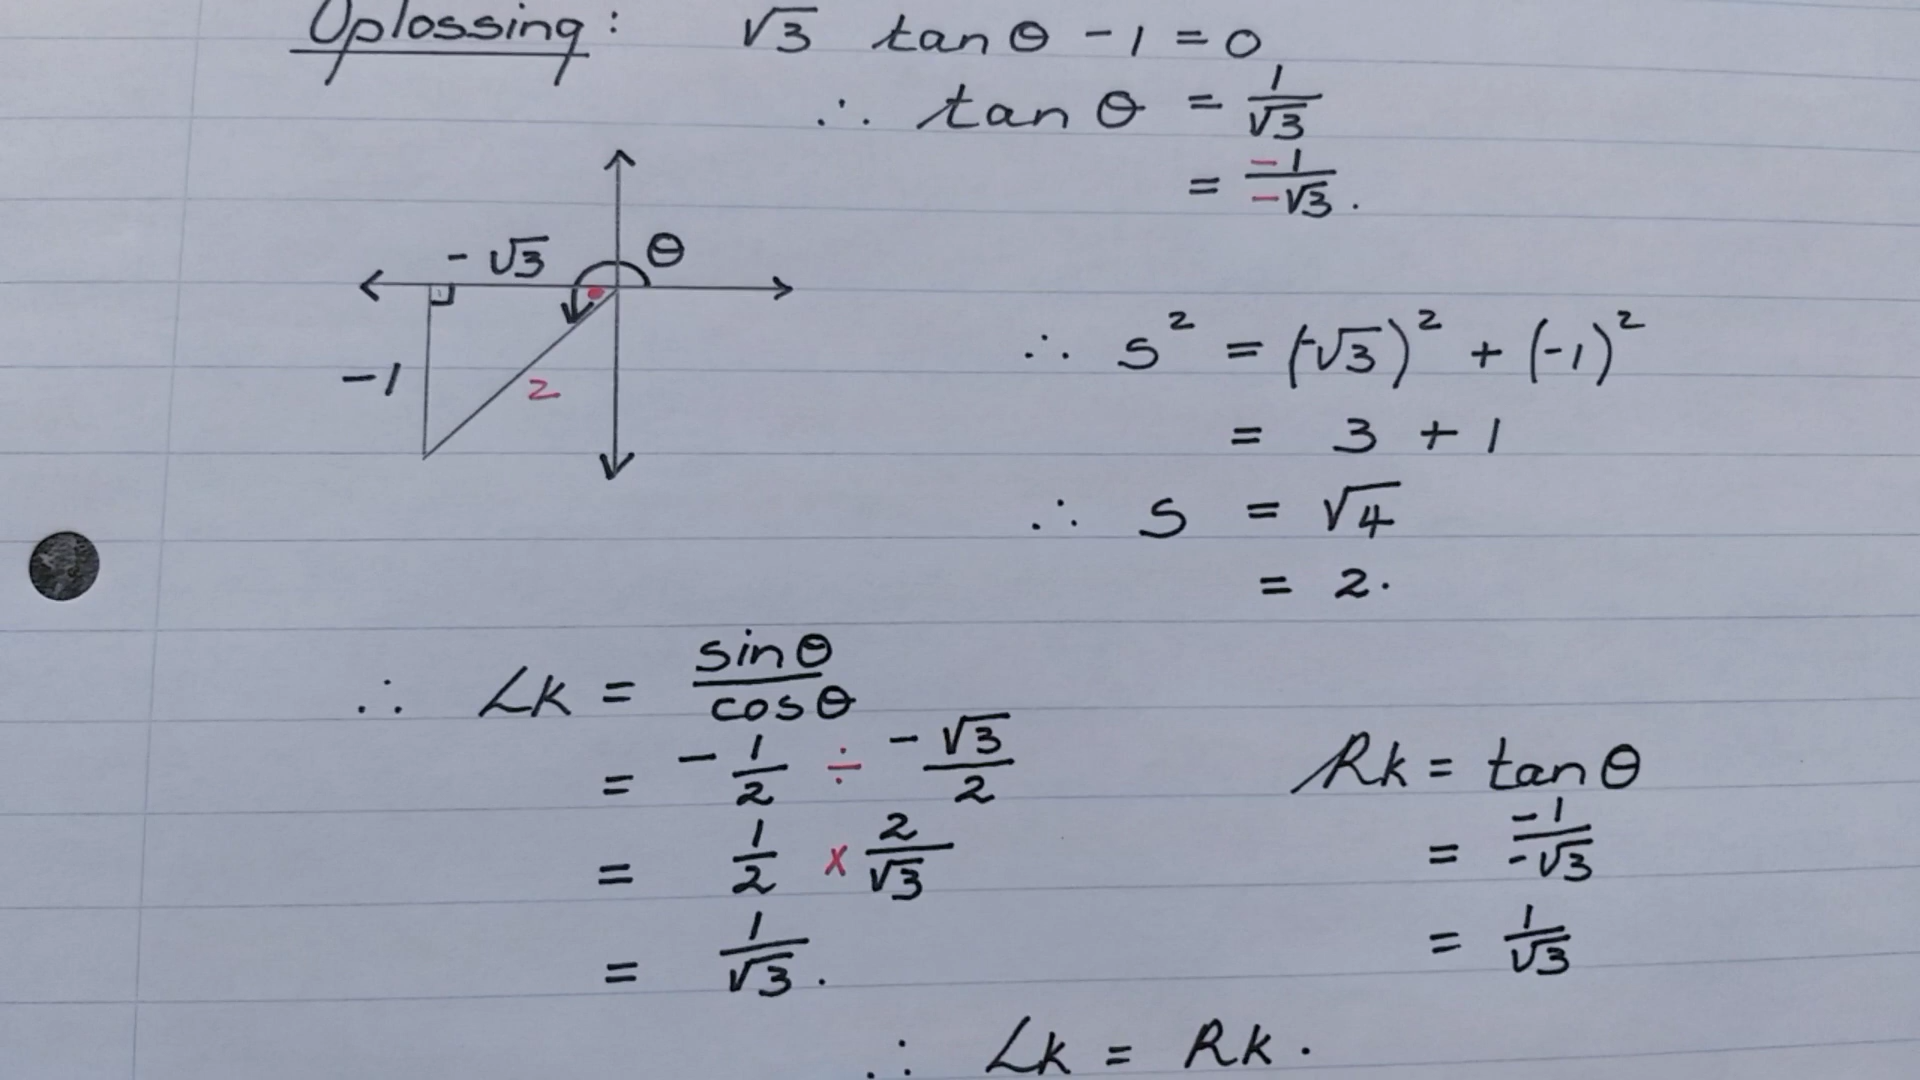 Oplossing: √3 tan θ - 1 = 0
∴ tan θ = 1/√3
= -1/-√3.
-√3 θ
-1 2
∴ s² = (-√3)² + (-1)²
= 3 + 1
∴ s = √4
= 2.
∴ Lk = sinθ/cosθ
= -1/2 ÷ -√3/2
= 1/2 × 2/√3
= 1/√3.
Rk = tan θ
= -1/-√3
= 1/√3
∴ Lk = Rk.